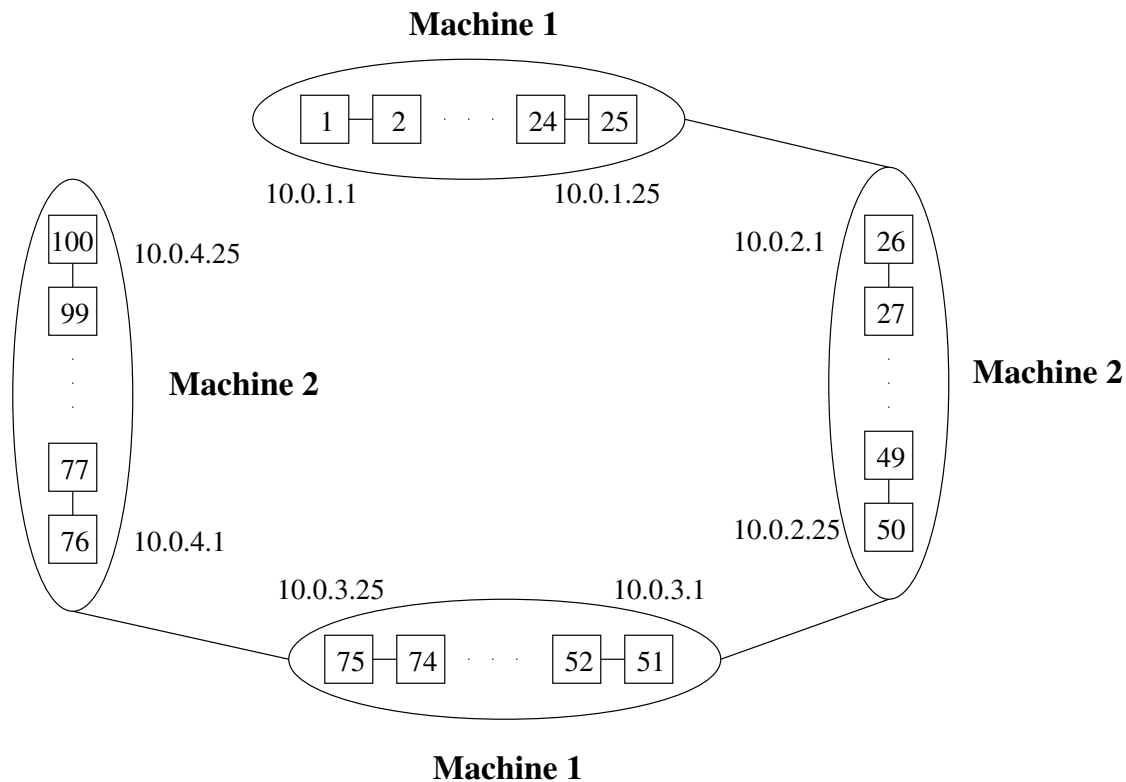 Machine 1
1 2 . . . 24 25
10.0.1.1 10.0.1.25
100 10.0.4.25 10.0.2.1 26
99 27
. . .
Machine 2 Machine 2
77 49
76 10.0.4.1 10.0.2.25 50
10.0.3.25 10.0.3.1
75 74 . . . 52 51
Machine 1